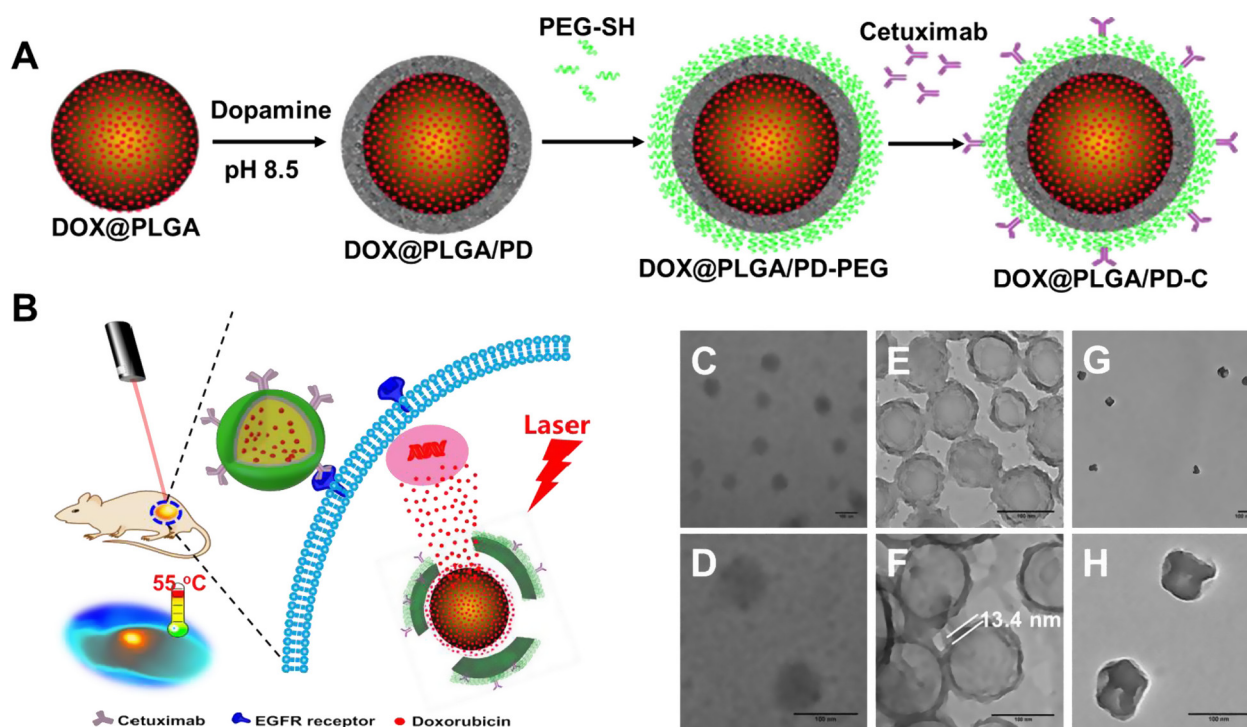 A
PEG-SH
Cetuximab
Dopamine
pH 8.5
DOX@PLGA
DOX@PLGA/PD
DOX@PLGA/PD-PEG
DOX@PLGA/PD-C
B
Laser
55 °C
Cetuximab
EGFR receptor
Doxorubicin
C
E
100 nm
G
D
100 nm
F
13.4 nm
100 nm
H
100 nm